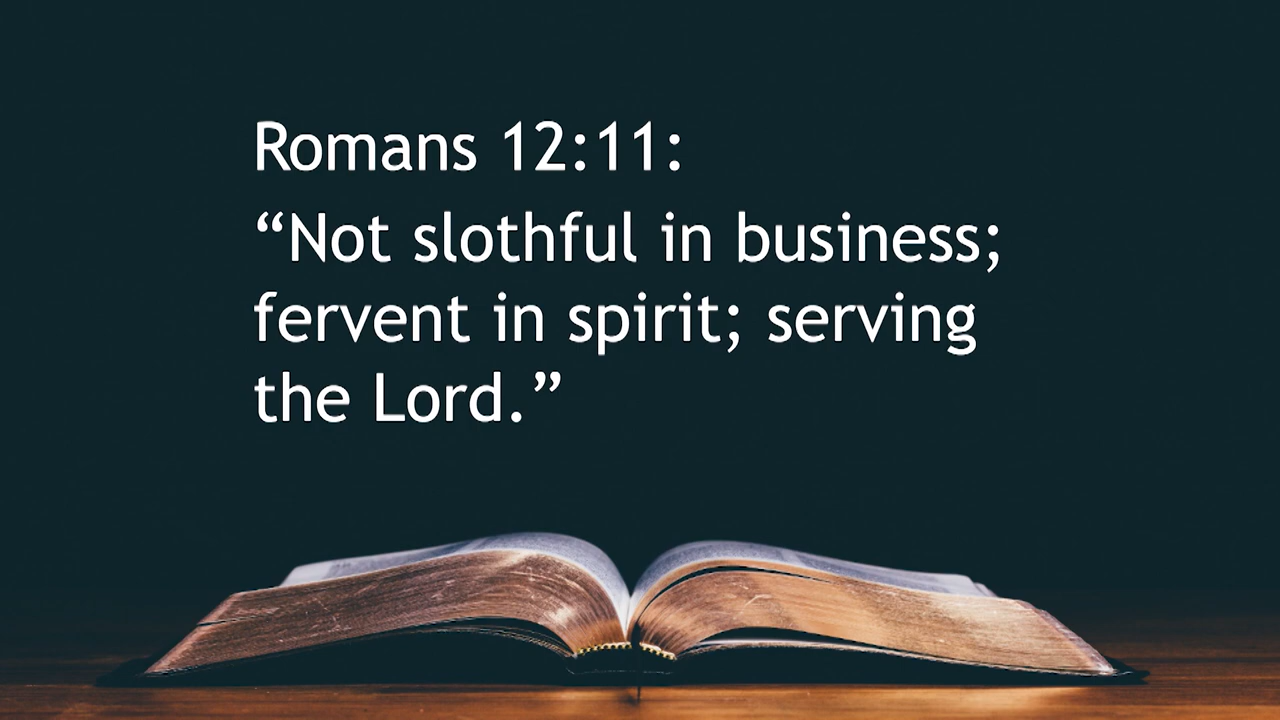 Romans 12:11:
“Not slothful in business;
fervent in spirit; serving
the Lord.”